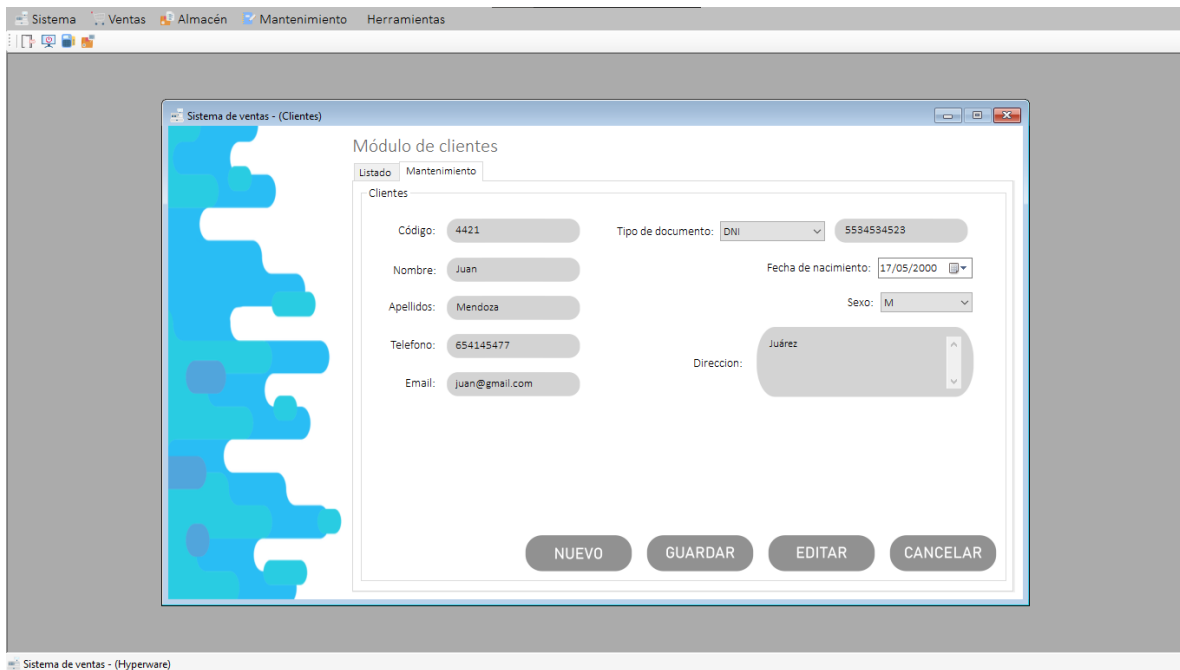 Sistema Ventas Almacén Mantenimiento Herramientas
Sistema de ventas - (Clientes)
Módulo de clientes
Listado Mantenimiento
Clientes
Código: 4421 Tipo de documento: DNI 5534534523
Nombre: Juan Fecha de nacimiento: 17/05/2000
Apellidos: Mendoza Sexo: M
Telefono: 654145477 Direccion: Juárez
Email: juan@gmail.com
NUEVO GUARDAR EDITAR CANCELAR
Sistema de ventas - (Hyperware)